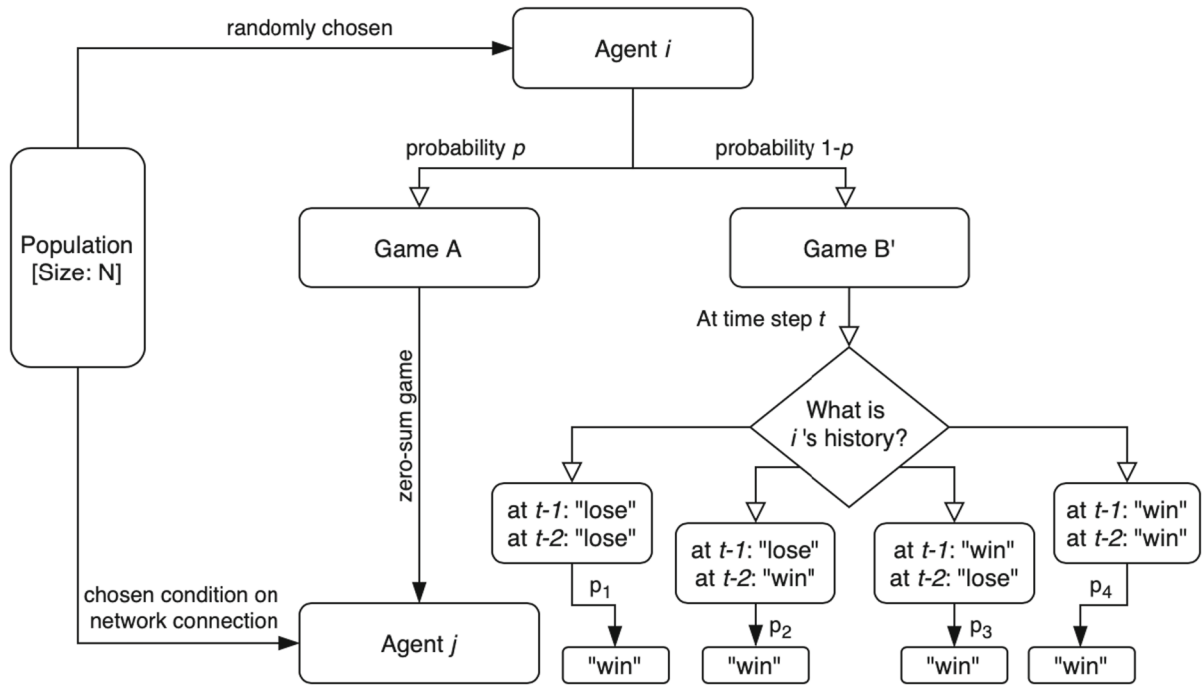 randomly chosen
Agent i
probability p
probability 1-p
Population
[Size: N]
Game A
Game B'
At time step t
zero-sum game
What is
i 's history?
at t-1: "lose"
at t-2: "lose"
at t-1: "lose"
at t-2: "win"
at t-1: "win"
at t-2: "lose"
at t-1: "win"
at t-2: "win"
p1
p2
p3
p4
chosen condition on
network connection
Agent j
"win"
"win"
"win"
"win"